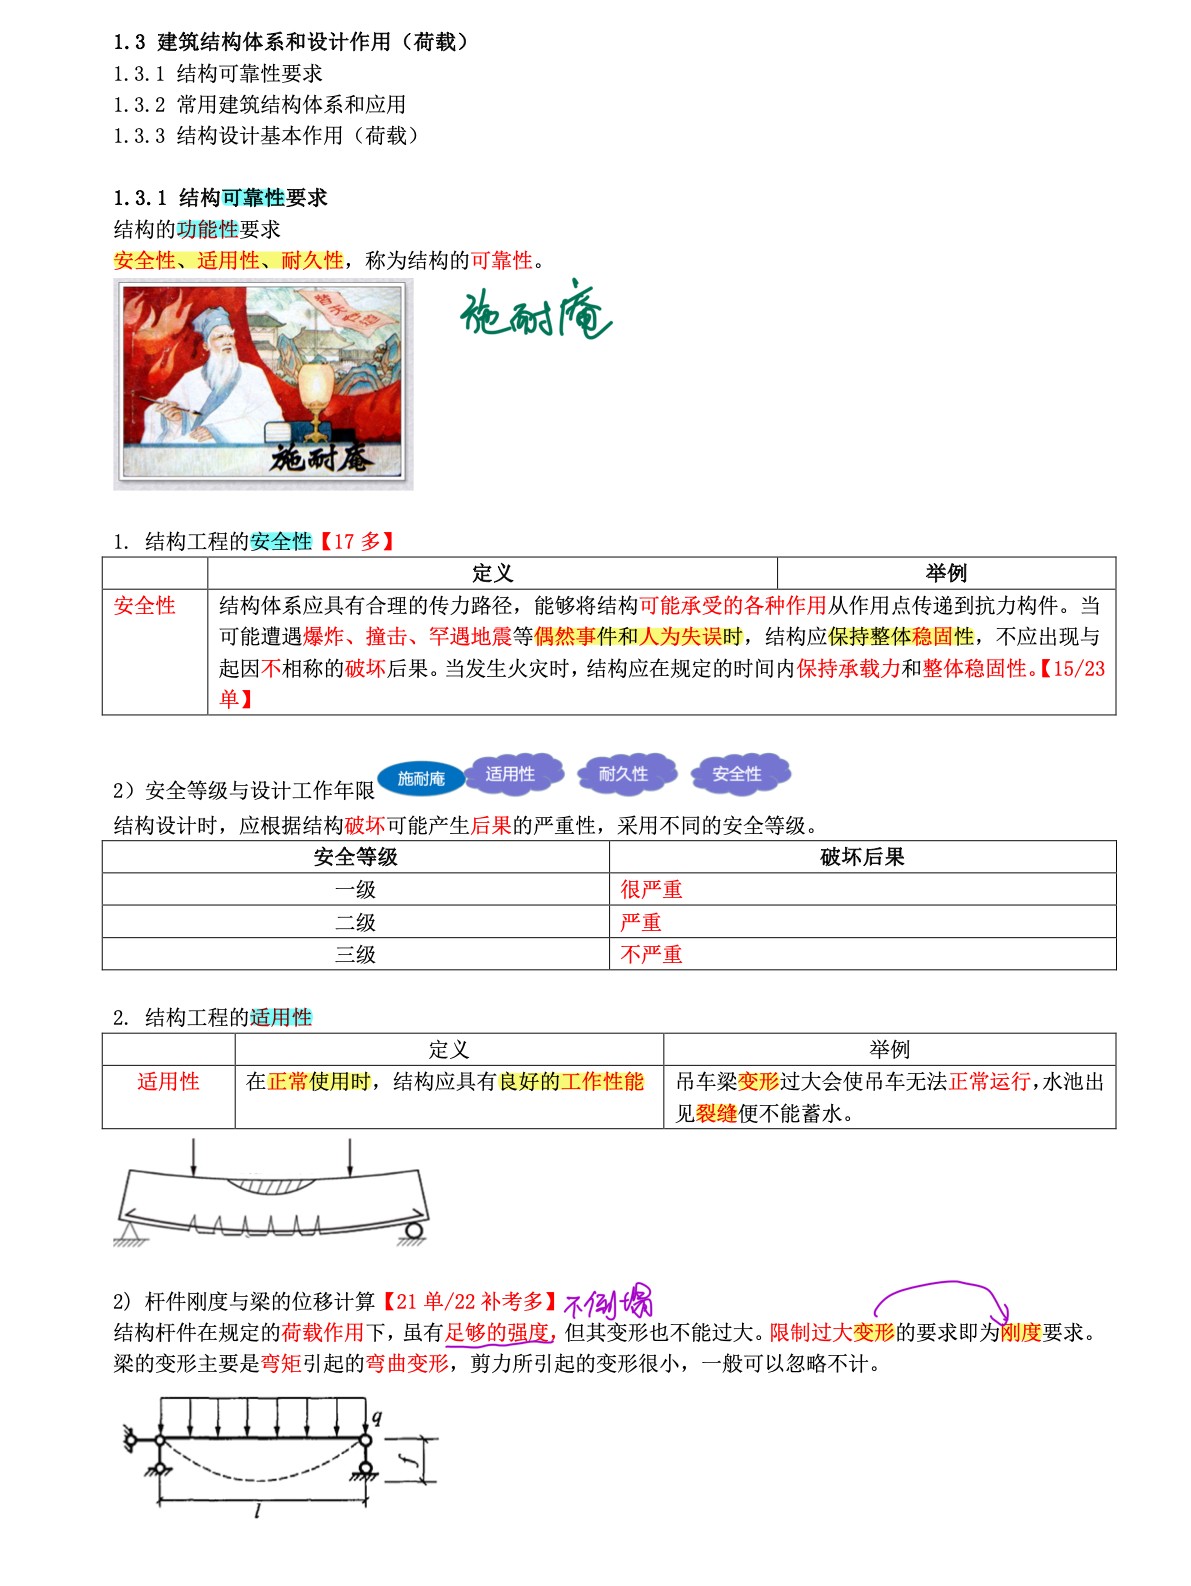 1.3 建筑结构体系和设计作用（荷载）
1.3.1 结构可靠性要求
1.3.2 常用建筑结构体系和应用
1.3.3 结构设计基本作用（荷载）
1.3.1 结构可靠性要求
结构的功能性要求
安全性、适用性、耐久性，称为结构的可靠性。
施耐庵
施耐庵
1. 结构工程的安全性【17 多】
定义 举例
安全性 结构体系应具有合理的传力路径，能够将结构可能承受的各种作用从作用点传递到抗力构件。当
可能遭遇爆炸、撞击、罕遇地震等偶然事件和人为失误时，结构应保持整体稳固性，不应出现与
起因不相称的破坏后果。当发生火灾时，结构应在规定的时间内保持承载力和整体稳固性。【15/23
单】
2）安全等级与设计工作年限 施耐庵 适用性 耐久性 安全性
结构设计时，应根据结构破坏可能产生后果的严重性，采用不同的安全等级。
安全等级 破坏后果
一级 很严重
二级 严重
三级 不严重
2. 结构工程的适用性
定义 举例
适用性 在正常使用时，结构应具有良好的工作性能 吊车梁变形过大会使吊车无法正常运行，水池出
见裂缝便不能蓄水。
2) 杆件刚度与梁的位移计算【21 单/22 补考多】不倒塌
结构杆件在规定的荷载作用下，虽有足够的强度，但其变形也不能过大。限制过大变形的要求即为刚度要求。
梁的变形主要是弯矩引起的弯曲变形，剪力所引起的变形很小，一般可以忽略不计。
q
f
l